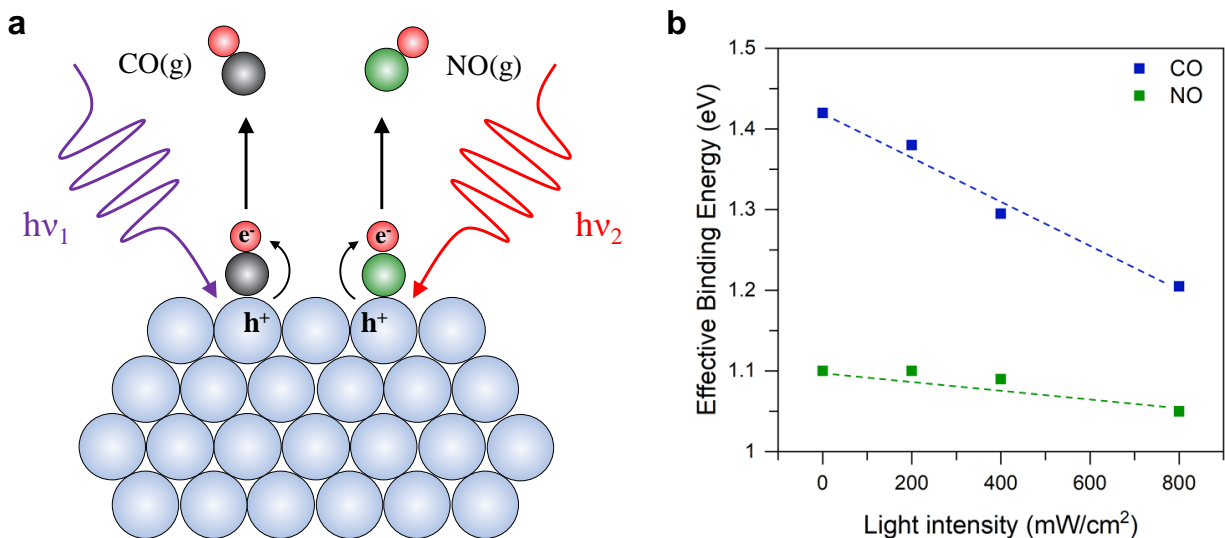 a
CO(g)
NO(g)
hν₁
hν₂
e⁻
e⁻
h⁺
h⁺
b
Effective Binding Energy (eV)
1.5
1.4
1.3
1.2
1.1
1
CO
NO
0
200
400
600
800
Light intensity (mW/cm²)